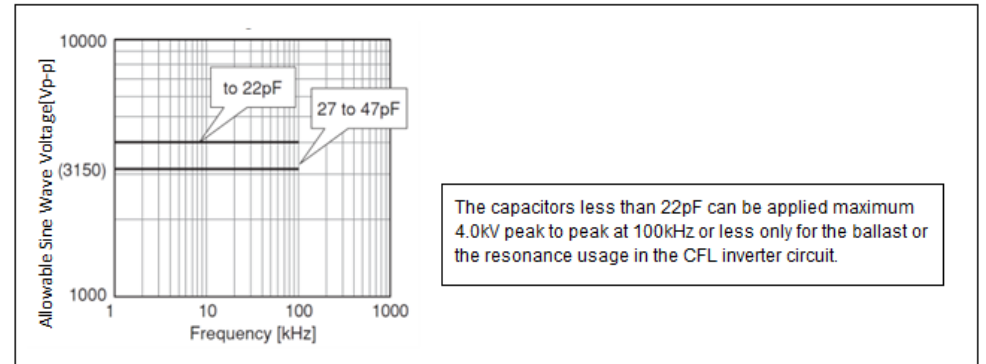 10000
to 22pF
27 to 47pF
(3150)
1000
1
10
100
1000
Frequency [kHz]
Allowable Sine Wave Voltage[Vp-p]
The capacitors less than 22pF can be applied maximum
4.0kV peak to peak at 100kHz or less only for the ballast or
the resonance usage in the CFL inverter circuit.